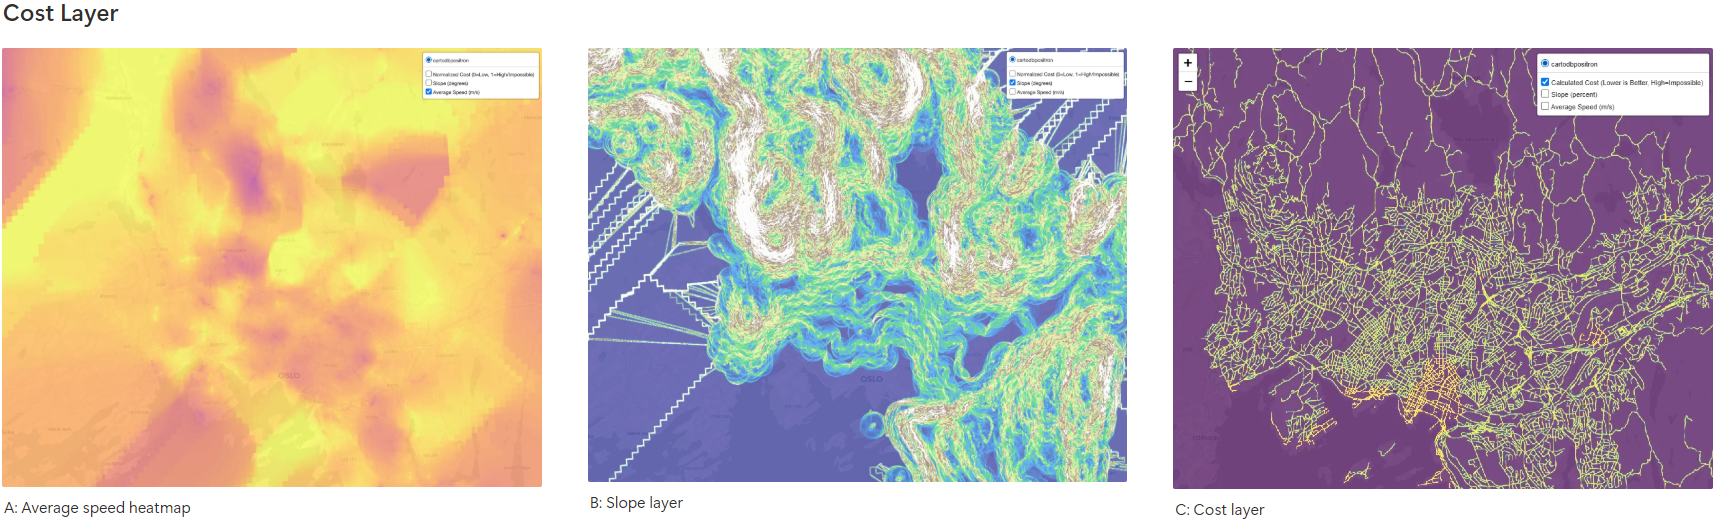 Cost Layer
cartodbpositron
Normalized Cost (0=Low, 1=High/Impossible)
Slope (degrees)
Average Speed (m/s)
OSLO
A: Average speed heatmap
cartodbpositron
Normalized Cost (0=Low, 1=High/Impossible)
Slope (degrees)
Average Speed (m/s)
OSLO
B: Slope layer
+
−
cartodbpositron
Calculated Cost (Lower is Better, High=Impossible)
Slope (percent)
Average Speed (m/s)
C: Cost layer